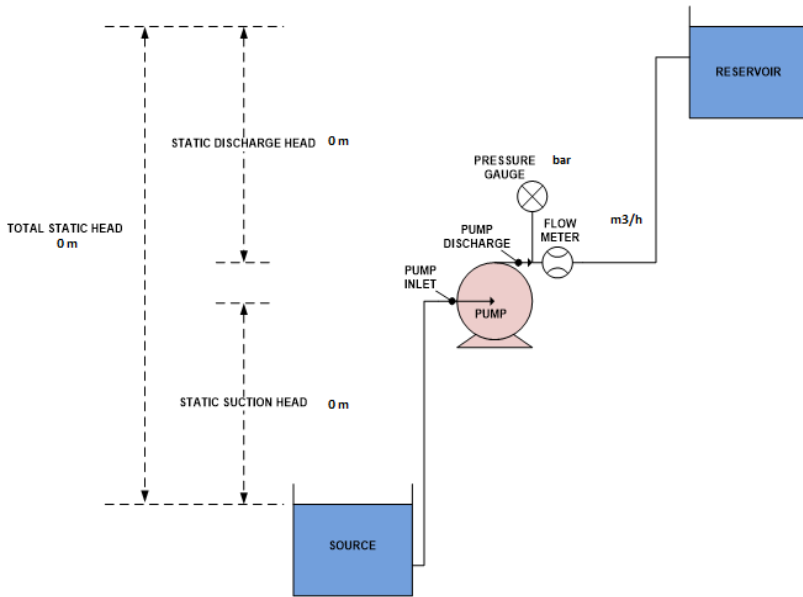 RESERVOIR
STATIC DISCHARGE HEAD 0 m
PRESSURE bar
GAUGE
TOTAL STATIC HEAD
0 m
m3/h
PUMP
DISCHARGE
FLOW
METER
PUMP
INLET
PUMP
STATIC SUCTION HEAD 0 m
SOURCE